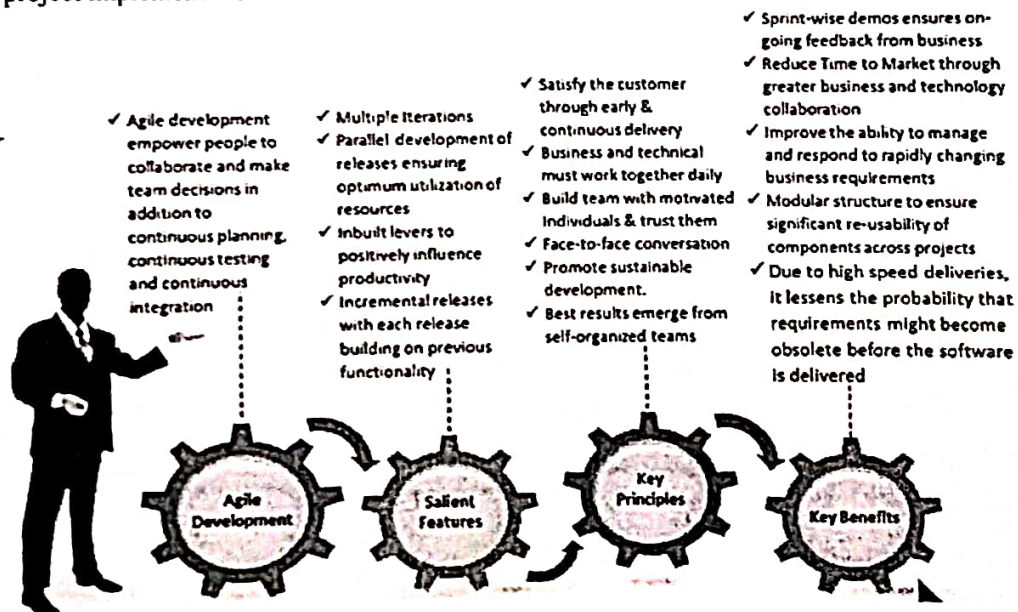 ✓ Agile development
empower people to
collaborate and make
team decisions in
addition to
continuous planning,
continuous testing
and continuous
integration
✓ Multiple Iterations
✓ Parallel development of
releases ensuring
optimum utilization of
resources
✓ Inbuilt levers to
positively influence
productivity
✓ Incremental releases
with each release
building on previous
functionality
✓ Satisfy the customer
through early &
continuous delivery
✓ Business and technical
must work together daily
✓ Build team with motivated
Individuals & trust them
✓ Face-to-face conversation
✓ Promote sustainable
development.
✓ Best results emerge from
self-organized teams
✓ Sprint-wise demos ensures on-
going feedback from business
✓ Reduce Time to Market through
greater business and technology
collaboration
✓ Improve the ability to manage
and respond to rapidly changing
business requirements
✓ Modular structure to ensure
significant re-usability of
components across projects
✓ Due to high speed deliveries,
it lessens the probability that
requirements might become
obsolete before the software
is delivered
Agile
Development
Salient
Features
Key
Principles
Key Benefits